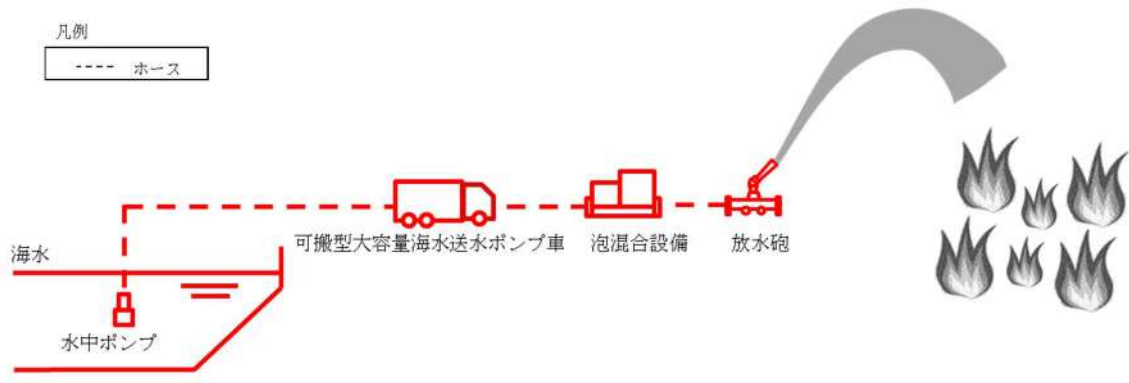 凡例
---- ホース
可搬型大容量海水送水ポンプ車
泡混合設備
放水砲
海水
水中ポンプ